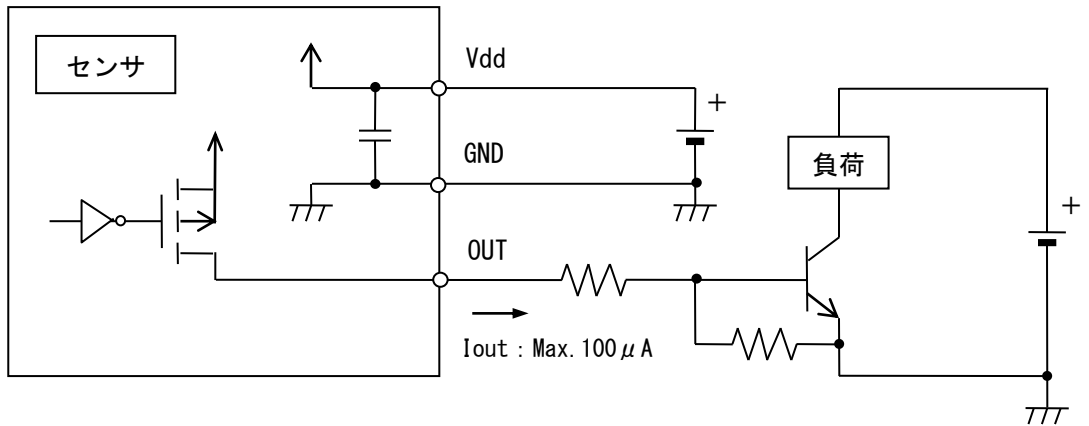 センサ
Vdd
+
GND
負荷
+
OUT
Iout：Max.100μA